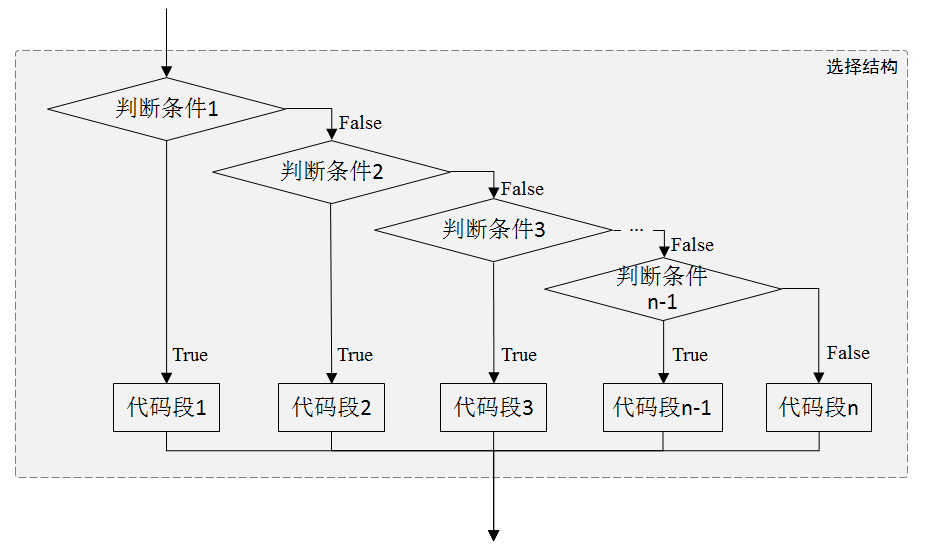 选择结构
判断条件1
False
判断条件2
False
判断条件3
...
False
判断条件
n-1
True
True
True
True
False
代码段1
代码段2
代码段3
代码段n-1
代码段n